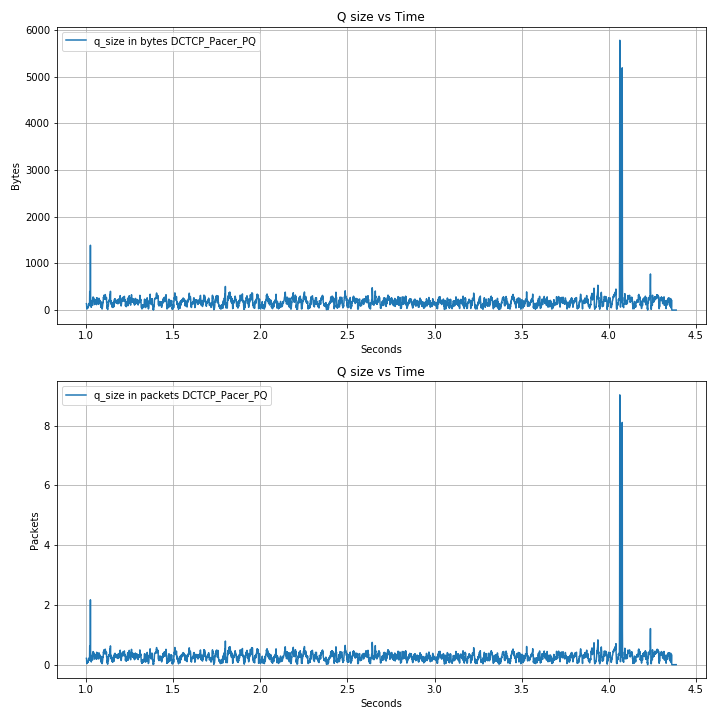 Q size vs Time
q_size in bytes DCTCP_Pacer_PQ
6000
5000
4000
3000
2000
1000
0
Bytes
1.0 1.5 2.0 2.5 3.0 3.5 4.0 4.5
Seconds
Q size vs Time
q_size in packets DCTCP_Pacer_PQ
8
6
4
2
0
Packets
1.0 1.5 2.0 2.5 3.0 3.5 4.0 4.5
Seconds